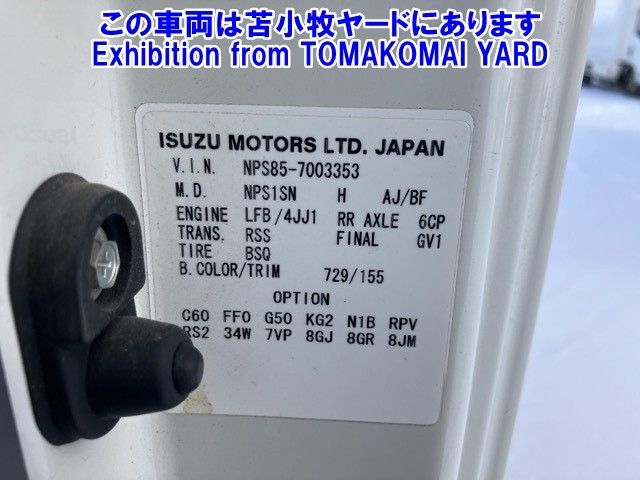 この車両は苫小牧ヤードにあります
Exhibition from TOMAKOMAI YARD
ISUZU MOTORS LTD. JAPAN
V.I.N. NPS85-7003353
M.D. NPS1SN H AJ/BF
ENGINE LFB/4JJ1 RR AXLE 6CP
TRANS. RSS FINAL GV1
TIRE BSQ
B.COLOR/TRIM 729/155
OPTION
C60 FF0 G50 KG2 N1B RPV
RS2 34W 7VP 8GJ 8GR 8JM